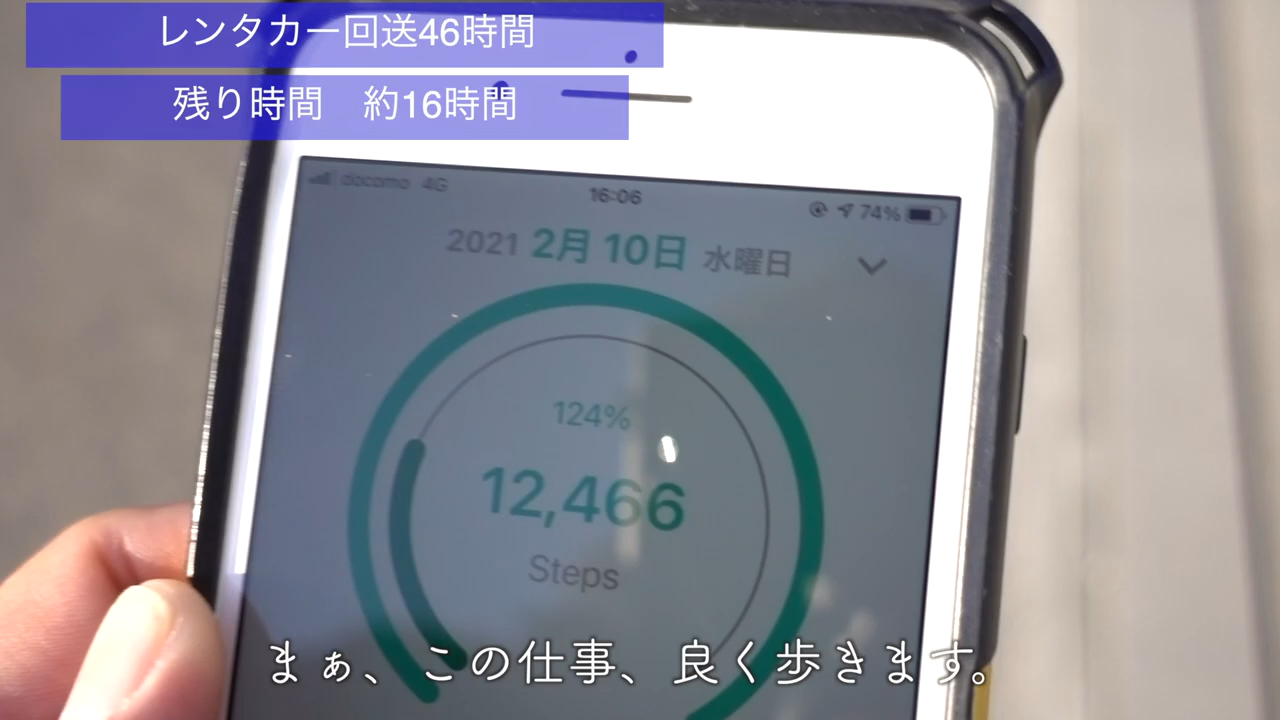 レンタカー回送46時間
残り時間　約16時間
docomo 4G 16:06 74%
2021 2月 10日 水曜日
124%
12,466
Steps
まぁ、この仕事、良く歩きます。